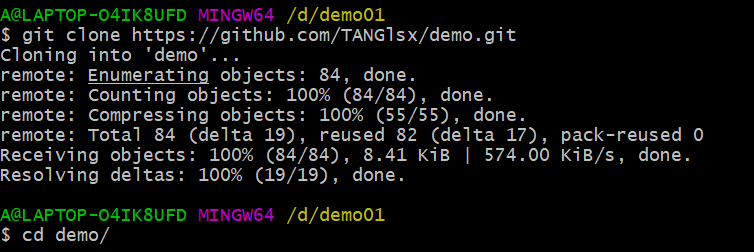 A@LAPTOP-O4IK8UFD MINGW64 /d/demo01
$ git clone https://github.com/TANGlsx/demo.git
Cloning into 'demo'...
remote: Enumerating objects: 84, done.
remote: Counting objects: 100% (84/84), done.
remote: Compressing objects: 100% (55/55), done.
remote: Total 84 (delta 19), reused 82 (delta 17), pack-reused 0
Receiving objects: 100% (84/84), 8.41 KiB | 574.00 KiB/s, done.
Resolving deltas: 100% (19/19), done.
A@LAPTOP-O4IK8UFD MINGW64 /d/demo01
$ cd demo/